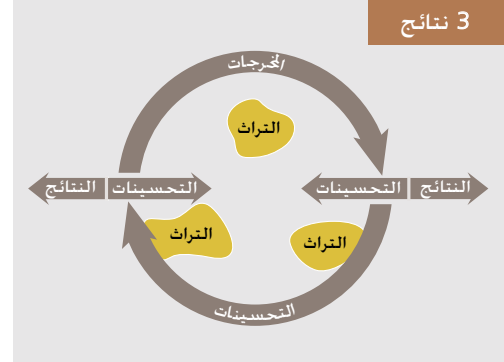 3 نتائج
المخرجات
التراث
النتائج
التحسينات
التحسينات
النتائج
التراث
التراث
التحسينات